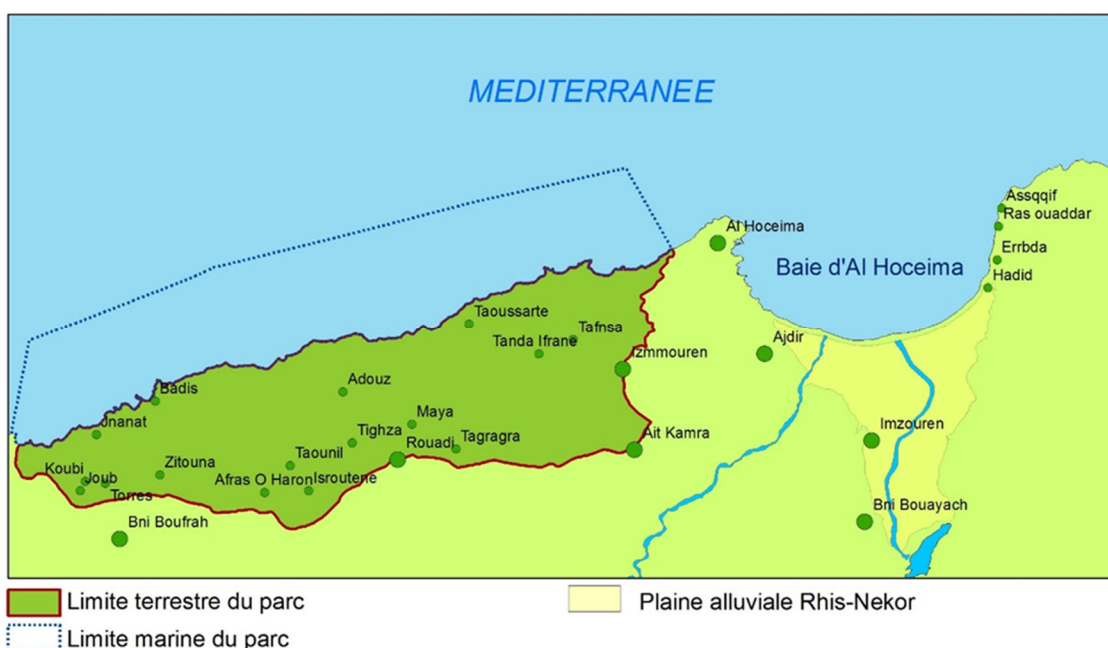 MEDITERRANEE
Assqqif
Ras ouaddar
Al Hoceima
Errbda
Baie d'Al Hoceima
Hadid
Taoussarte
Tafnsa
Tanda Ifrane
Ajdir
Izmmouren
Adouz
Badis
Maya
Jnanat
Imzouren
Tighza
Ait Kamra
Rouadi
Tagragra
Taounil
Zitouna
Koubi
Joub
Afras O Haron
Isroutene
Torres
Bni Bouayach
Bni Boufrah
Limite terrestre du parc
Plaine alluviale Rhis-Nekor
Limite marine du parc